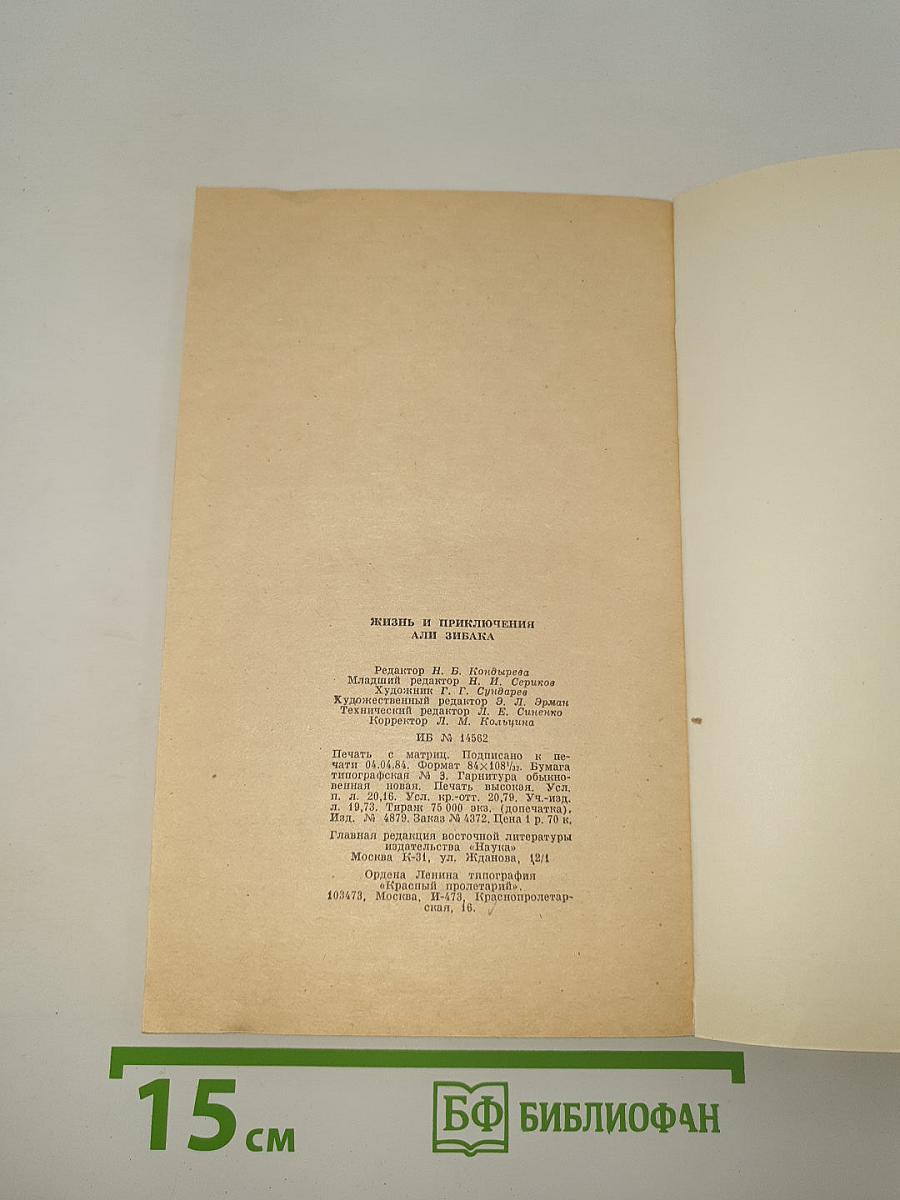 ЖИЗНЬ И ПРИКЛЮЧЕНИЯ
АЛИ ЗИБАКА
Редактор Н. Б. Кондырева
Младший редактор Н. И. Сериков
Художник Г. Г. Сундарев
Художественный редактор Э. Л. Эрман
Технический редактор Л. Е. Синенко
Корректор Л. М. Кольцина
ИБ № 14562
Печать с матриц. Подписано к пе-
чати 04.04.84. Формат 84×108¹/₃₂. Бумага
типографская № 3. Гарнитура обыкно-
венная новая. Печать высокая. Усл.
п. л. 20,16. Усл. кр.-отт. 20,79. Уч.-изд.
л. 19,73. Тираж 75 000 экз. (допечатка).
Изд. № 4879. Заказ № 4372. Цена 1 р. 70 к.
Главная редакция восточной литературы
издательства «Наука»
Москва К-31, ул. Жданова, 12/1
Ордена Ленина типография
«Красный пролетарий».
103473, Москва, И-473, Краснопролетар-
ская, 16.
15 см
БФ БИБЛИОФАН